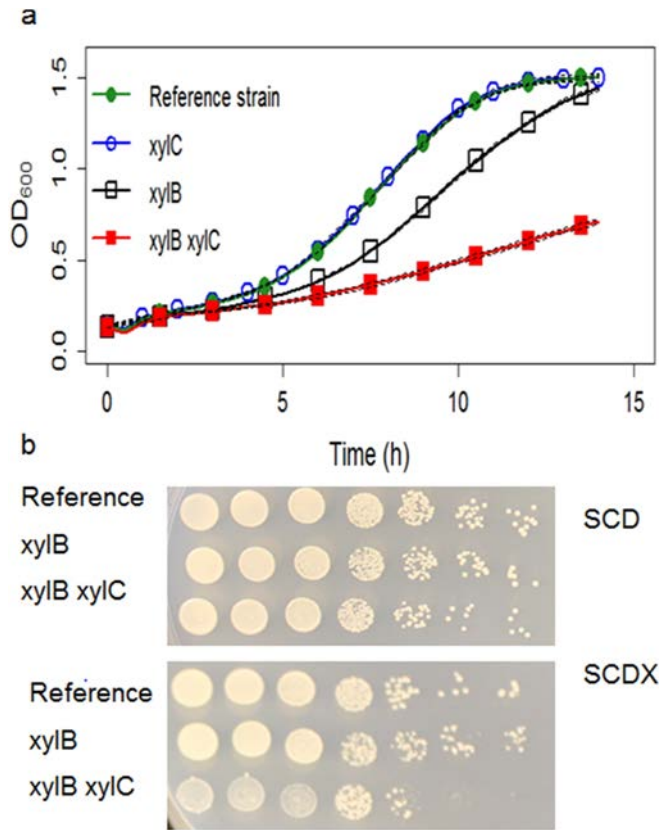 a
OD600
1.5
1.0
0.5
0.0
Reference strain
xylC
xylB
xylB xylC
0
5
10
15
Time (h)
b
Reference
xylB
xylB xylC
SCD
Reference
xylB
xylB xylC
SCDX